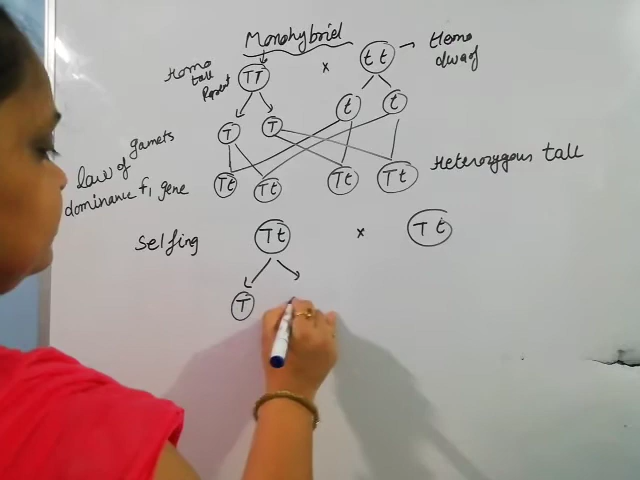 Monohybrid
Homo tall TT x tt → Homo dwaf
Parent
T T t t
gamets
law of dominance F1 gene Tt Tt Tt Tt Heterozygous tall
Selfing Tt x Tt
T